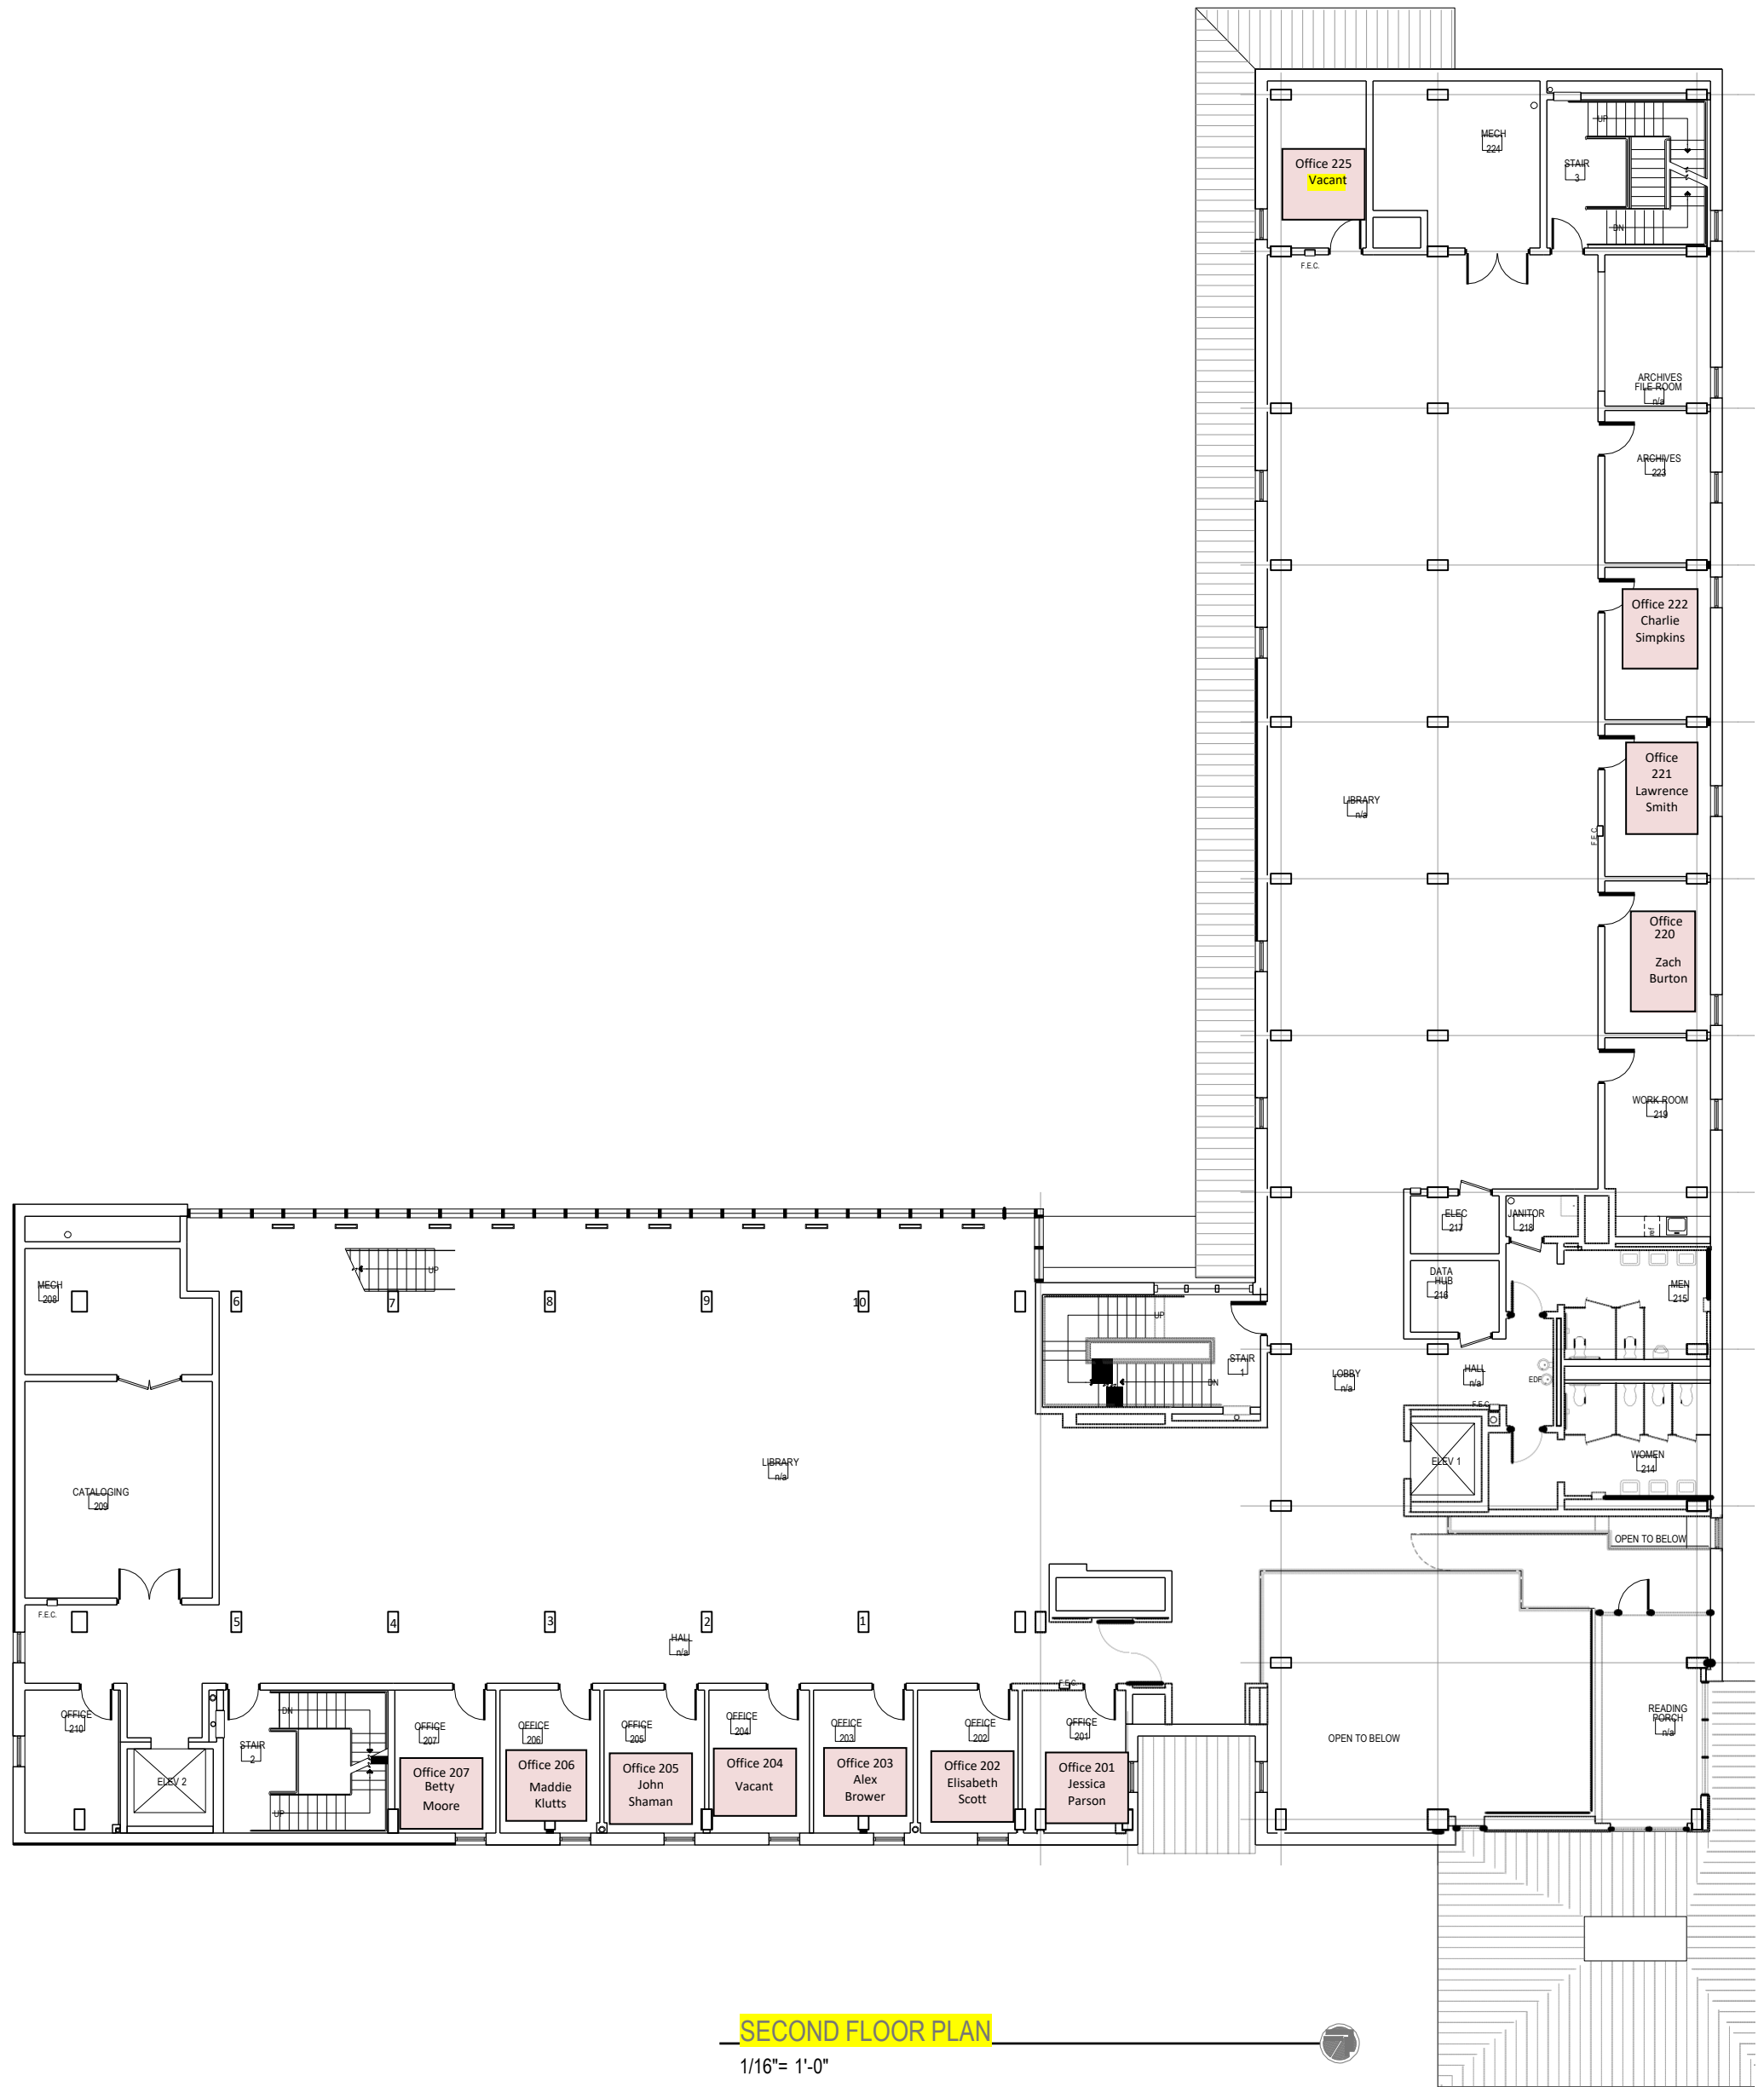 UP
MECH
224
Office 225
Vacant
STAIR
3
DN
F.E.C.
ARCHIVES
FILE ROOM
n/a
ARCHIVES
223
Office 222
Charlie
Simpkins
Office
221
Lawrence
Smith
LIBRARY
n/a
F.E.C.
Office
220
Zach
Burton
WORK ROOM
219
ELEC
217
JANITOR
218
ref
DATA
HUB
216
MEN
215
MECH
208
UP
6
7
8
9
10
UP
STAIR
1
DN
LOBBY
n/a
HALL
n/a
EDF
F.E.C.
ELEV 1
WOMEN
214
LIBRARY
n/a
CATALOGING
209
OPEN TO BELOW
F.E.C.
5
4
3
2
1
HALL
n/a
F.E.C.
OFFICE
210
DN
STAIR
2
ELEV 2
UP
OFFICE
207
OFFICE
206
OFFICE
205
OFFICE
204
OFFICE
203
OFFICE
202
OFFICE
201
READING
PORCH
n/a
OPEN TO BELOW
Office 207
Betty
Moore
Office 206
Maddie
Klutts
Office 205
John
Shaman
Office 204
Vacant
Office 203
Alex
Brower
Office 202
Elisabeth
Scott
Office 201
Jessica
Parson
SECOND FLOOR PLAN
1/16"= 1'-0"